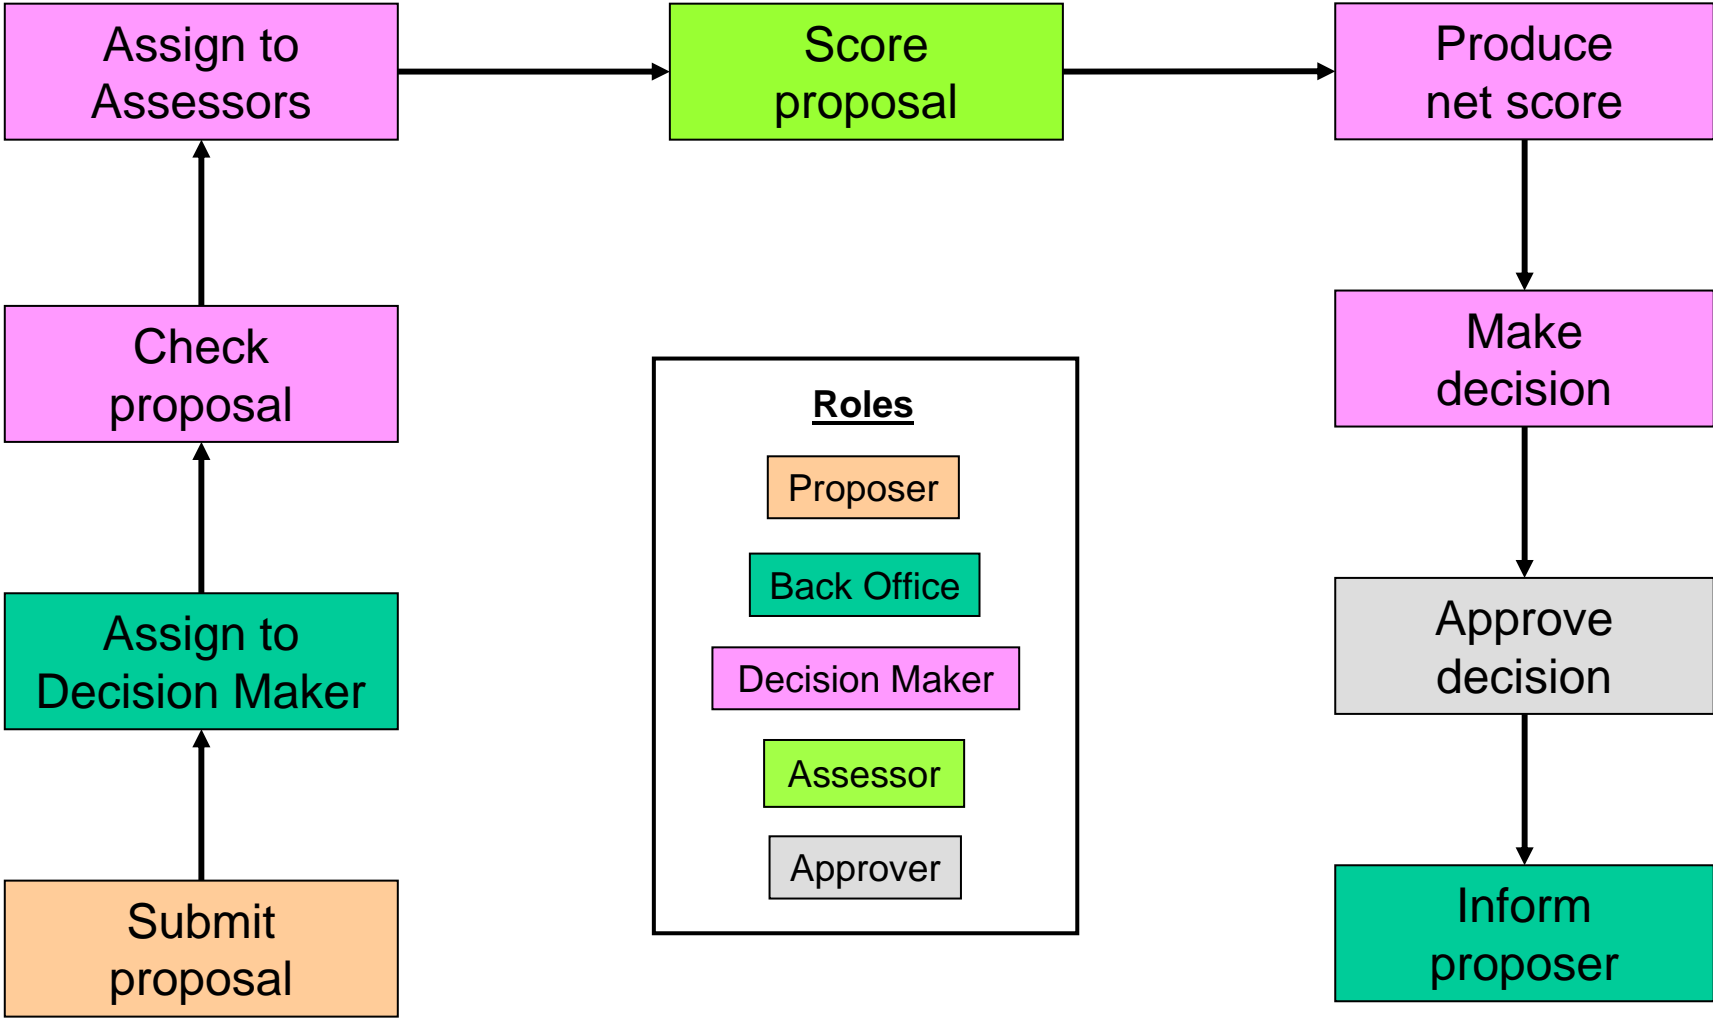 Assign to
Assessors
Score
proposal
Produce
net score
Check
proposal
Make
decision
Roles
Proposer
Back Office
Decision Maker
Assessor
Approver
Assign to
Decision Maker
Approve
decision
Submit
proposal
Inform
proposer